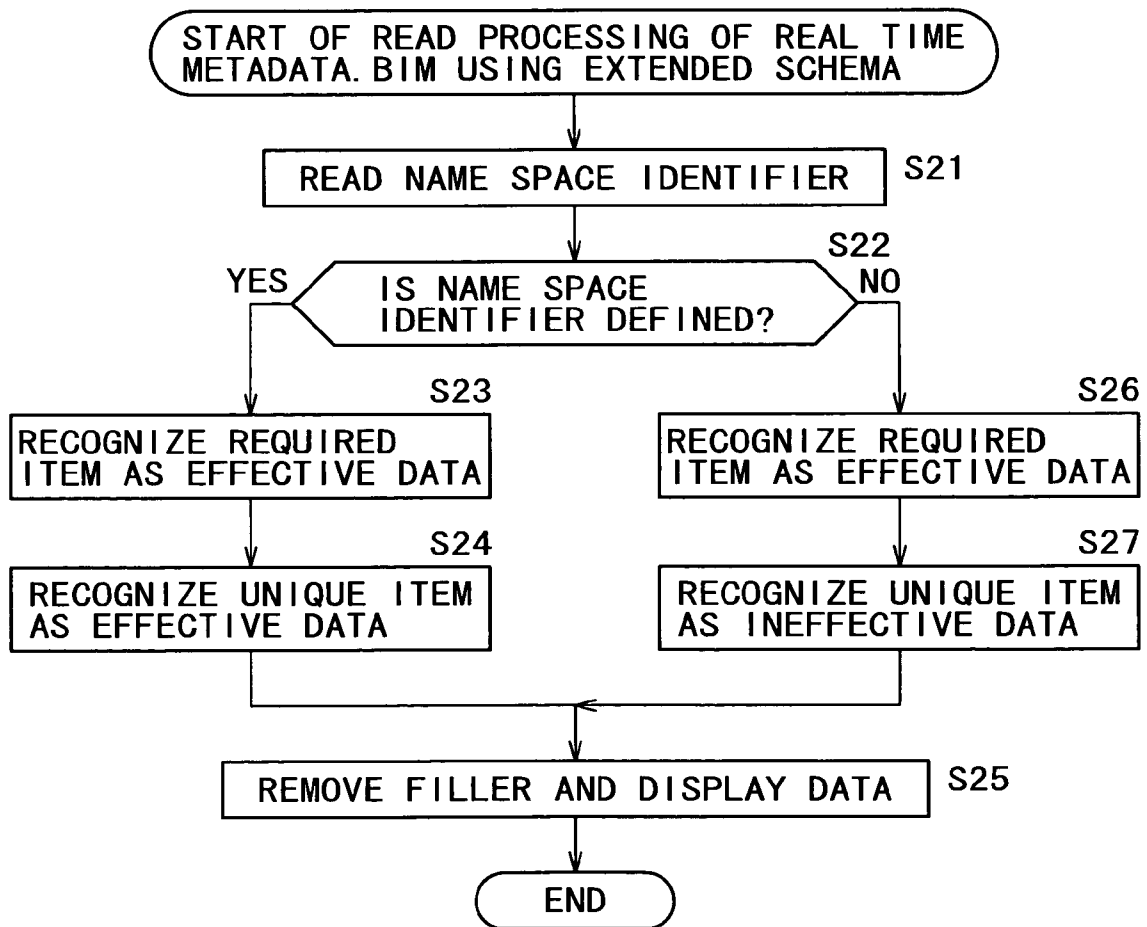 START OF READ PROCESSING OF REAL TIME
METADATA. BIM USING EXTENDED SCHEMA
READ NAME SPACE IDENTIFIER
S21
S22
YES
IS NAME SPACE
IDENTIFIER DEFINED?
NO
S23
RECOGNIZE REQUIRED
ITEM AS EFFECTIVE DATA
S24
RECOGNIZE UNIQUE ITEM
AS EFFECTIVE DATA
S26
RECOGNIZE REQUIRED
ITEM AS EFFECTIVE DATA
S27
RECOGNIZE UNIQUE ITEM
AS INEFFECTIVE DATA
REMOVE FILLER AND DISPLAY DATA
S25
END